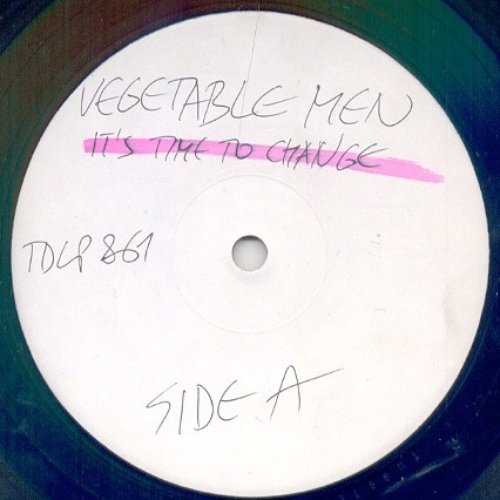 VEGETABLE MEN
IT'S TIME TO CHANGE
TDLP 861
SIDE A